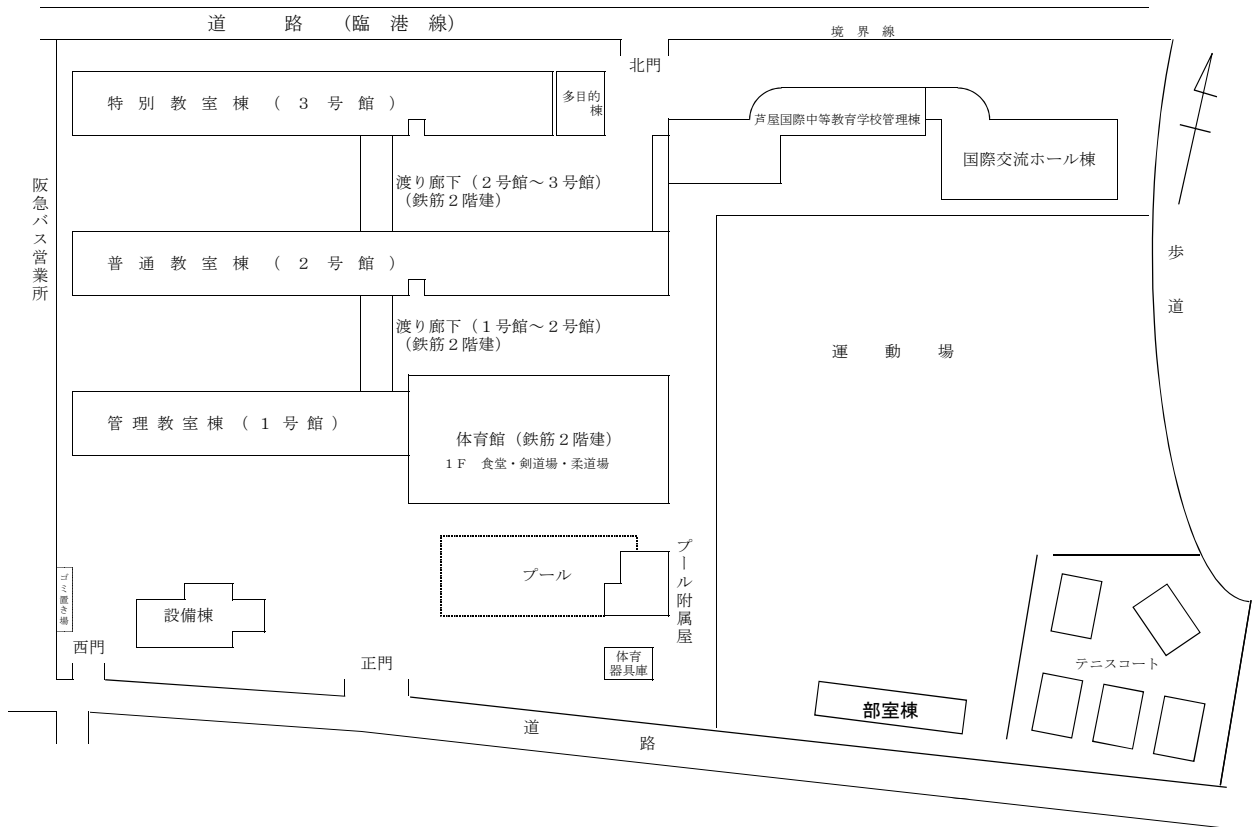 道　路　（臨　港　線）
境　界　線
北門
特　別　教　室　棟　（　３　号　館　）
多目的
棟
芦屋国際中等教育学校管理棟
国際交流ホール棟
阪急バス営業所
渡り廊下（２号館～３号館）
（鉄筋２階建）
普　通　教　室　棟　（　２　号　館　）
歩　道
渡り廊下（１号館～２号館）
（鉄筋２階建）
運　動　場
管　理　教　室　棟　（　１　号　館　）
体育館（鉄筋２階建）
１Ｆ　食堂・剣道場・柔道場
プール
プール附属屋
ゴミ置き場
設備棟
西門
正門
体育
器具庫
テニスコート
部室棟
道　路